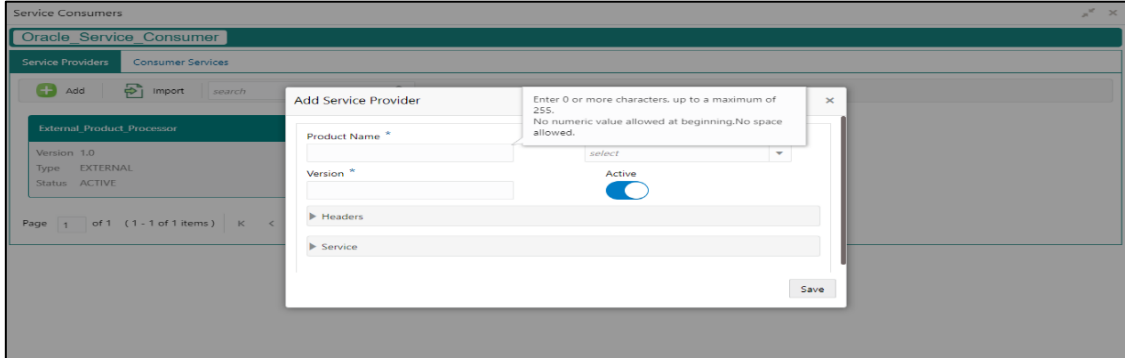 Service Consumers
Oracle_Service_Consumer
Service Providers Consumer Services
Add Import search
External_Product_Processor
Version 1.0
Type EXTERNAL
Status ACTIVE
Page 1 of 1 (1 - 1 of 1 items) K <
Add Service Provider
Enter 0 or more characters. up to a maximum of
255.
No numeric value allowed at beginning.No space
allowed.
Product Name *
select
Version * Active
Headers
Service
Save